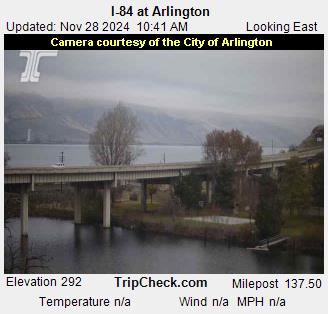 I-84 at Arlington
Updated: Nov 28 2024 10:41 AM Looking East
Camera courtesy of the City of Arlington
Elevation 292 TripCheck.com Milepost 137.50
Temperature n/a Wind n/a MPH n/a